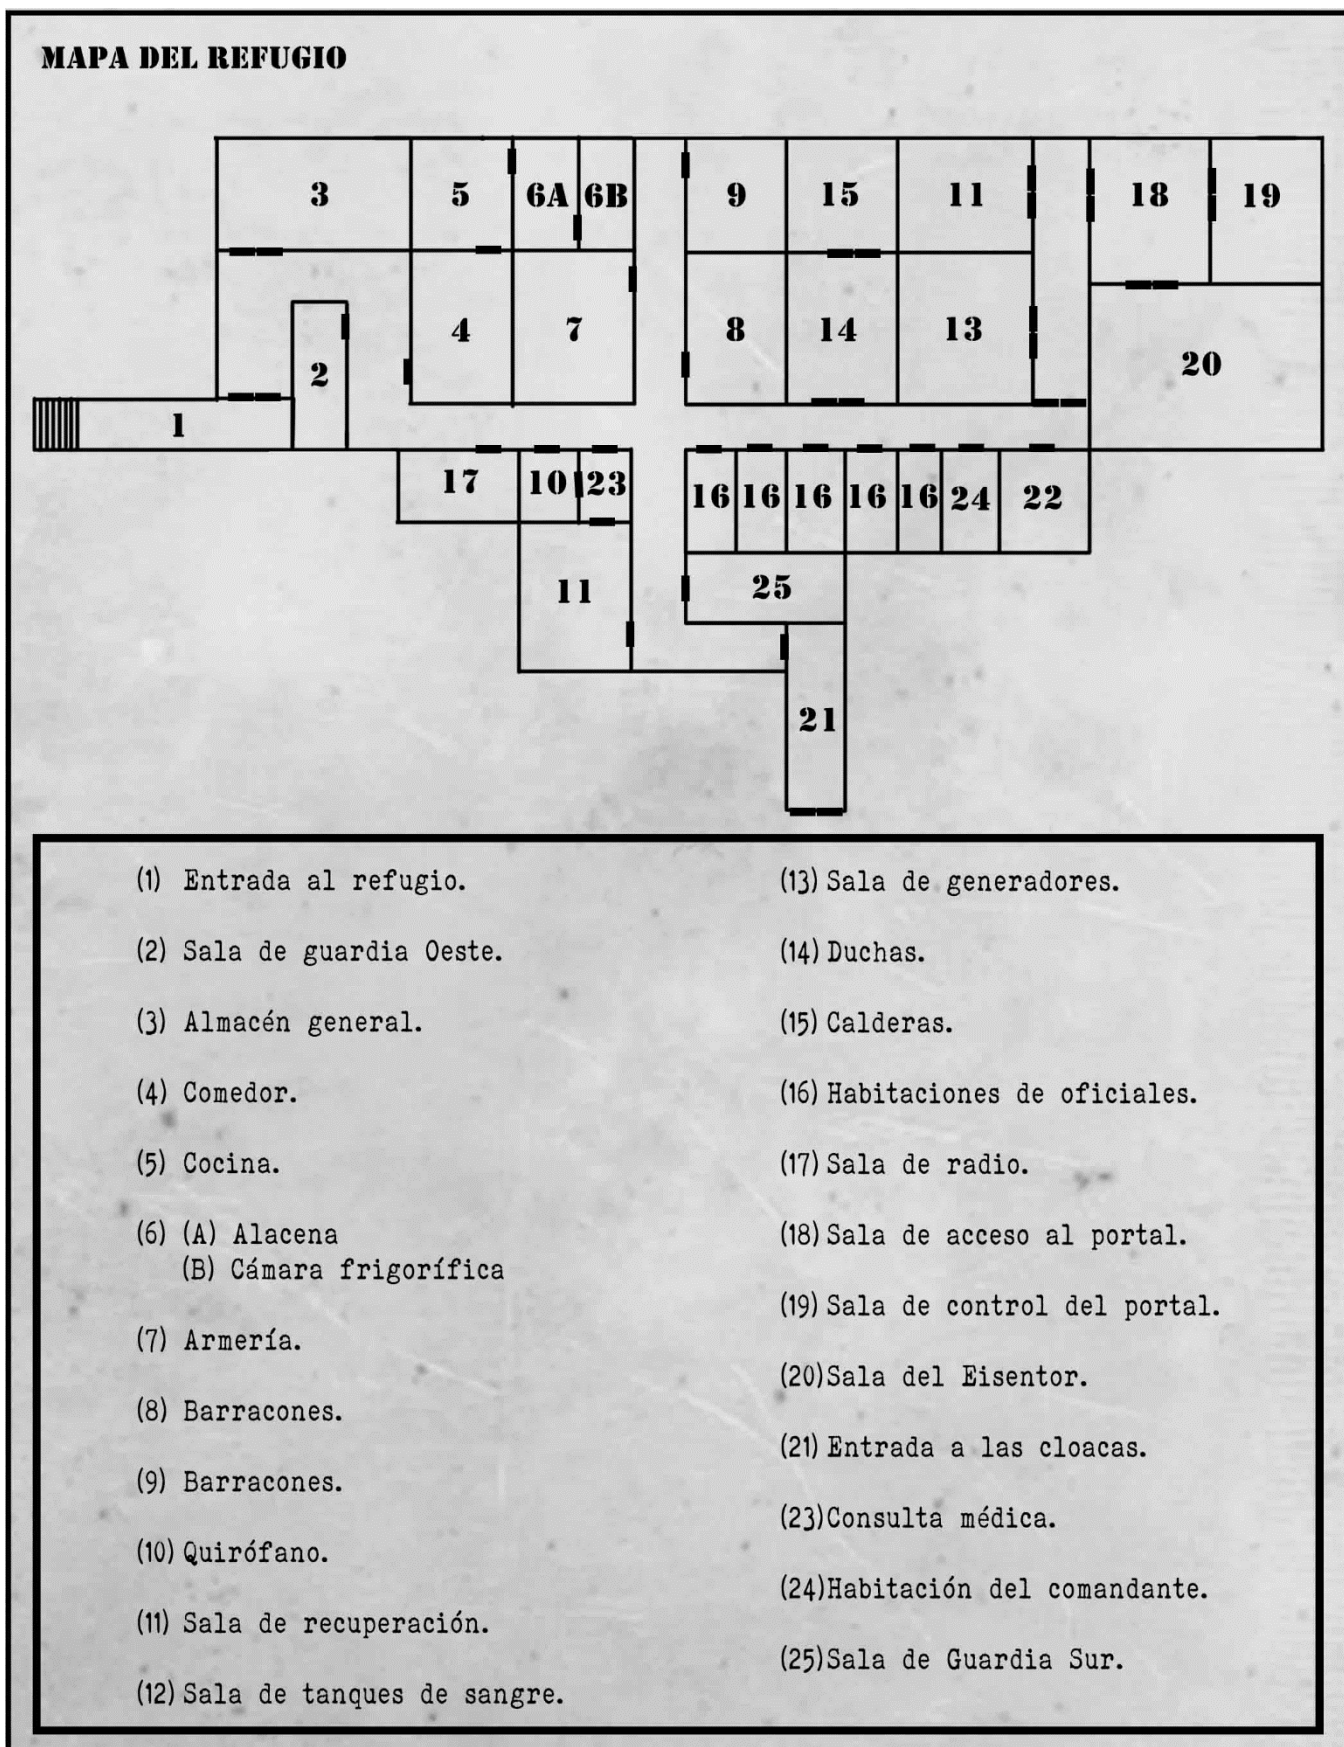 MAPA DEL REFUGIO
3
5
6A
6B
9
15
11
18
19
2
4
7
8
14
13
20
1
17
10
23
16
16
16
16
16
24
22
11
25
21
(1) Entrada al refugio.
(2) Sala de guardia Oeste.
(3) Almacén general.
(4) Comedor.
(5) Cocina.
(6) (A) Alacena
(B) Cámara frigorífica
(7) Armería.
(8) Barracones.
(9) Barracones.
(10) Quirófano.
(11) Sala de recuperación.
(12) Sala de tanques de sangre.
(13) Sala de generadores.
(14) Duchas.
(15) Calderas.
(16) Habitaciones de oficiales.
(17) Sala de radio.
(18) Sala de acceso al portal.
(19) Sala de control del portal.
(20) Sala del Eisentor.
(21) Entrada a las cloacas.
(23) Consulta médica.
(24) Habitación del comandante.
(25) Sala de Guardia Sur.